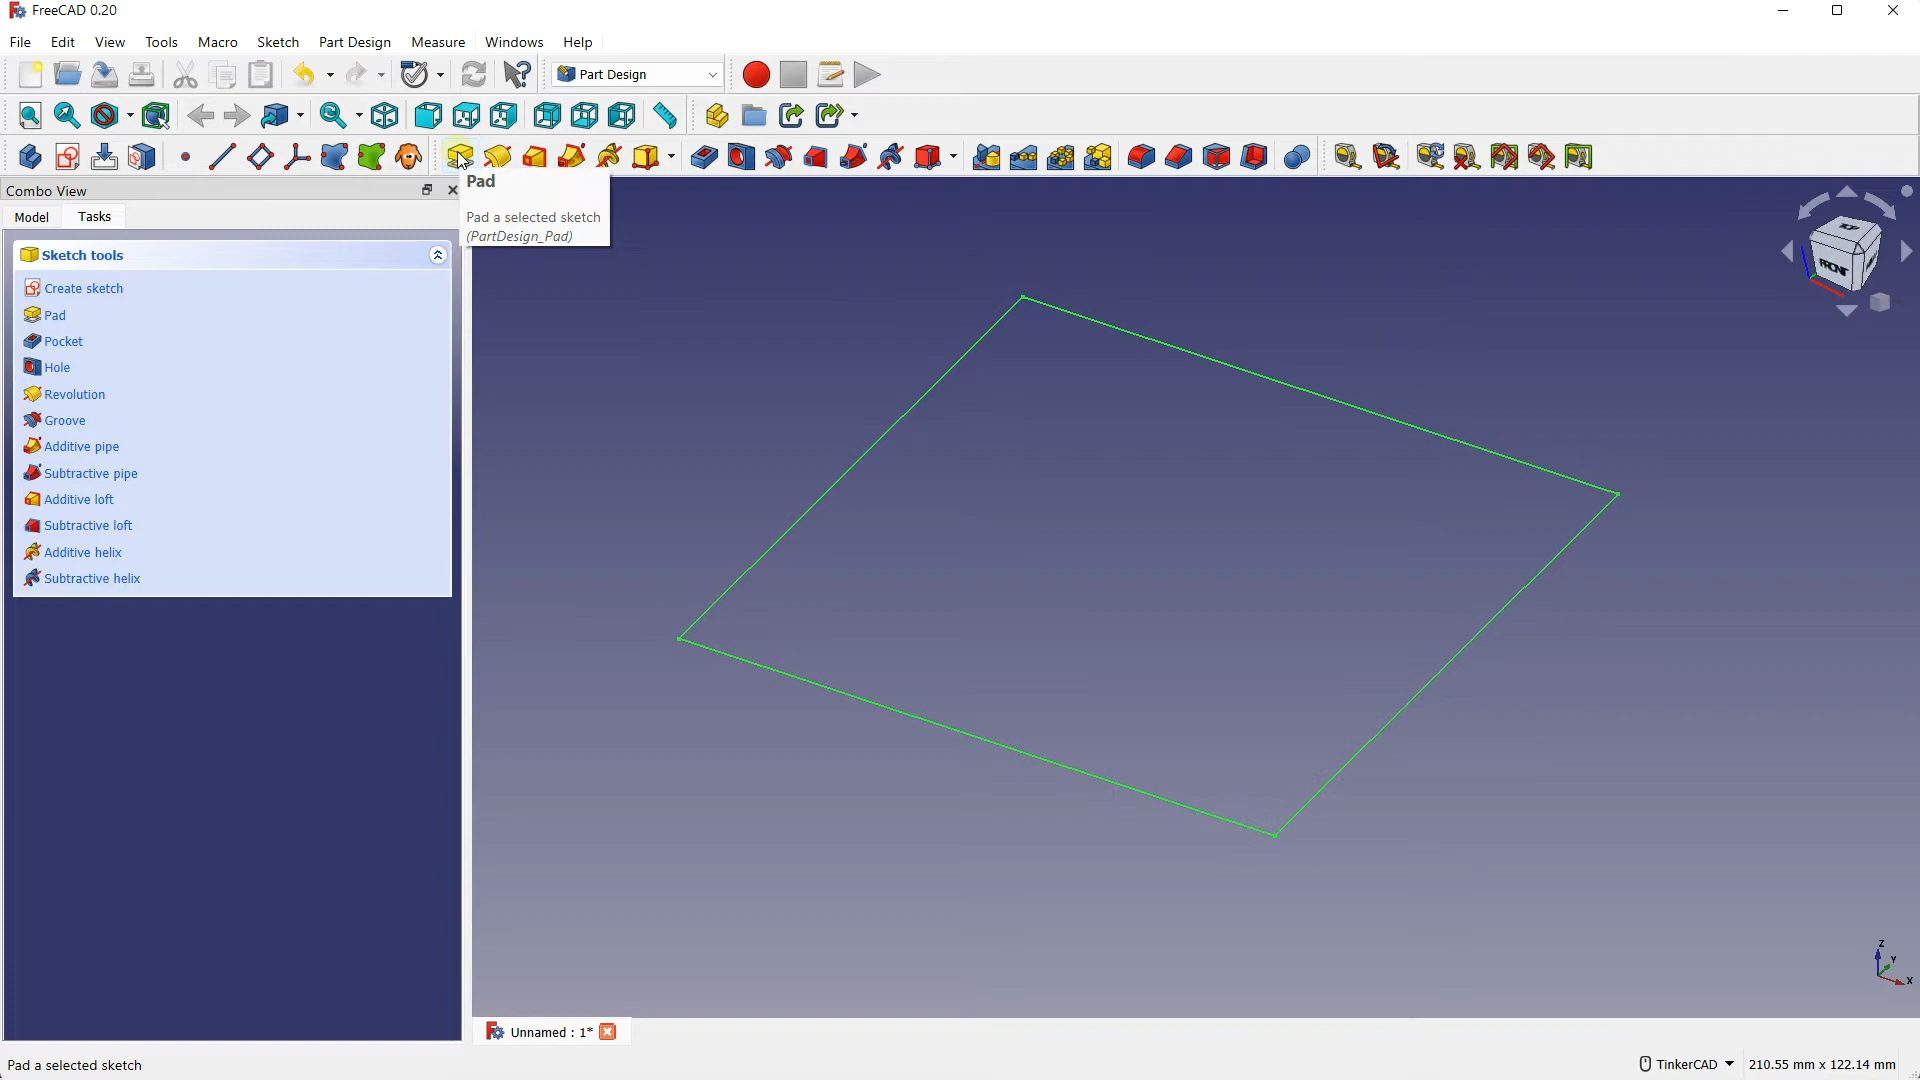 FreeCAD 0.20
File Edit View Tools Macro Sketch Part Design Measure Windows Help
Part Design
Combo View
Model Tasks
Pad
Pad a selected sketch
(PartDesign_Pad)
Sketch tools
Create sketch
Pad
Pocket
Hole
Revolution
Groove
Additive pipe
Subtractive pipe
Additive loft
Subtractive loft
Additive helix
Subtractive helix
TOP
FRONT
Z
Y
X
Unnamed : 1*
Pad a selected sketch
TinkerCAD
210.55 mm x 122.14 mm